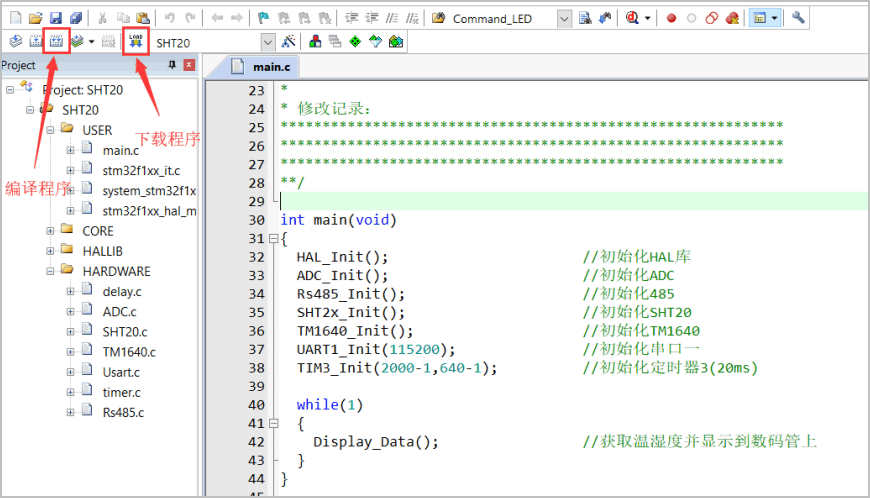 Command_LED
LOAD
SHT20
Project
main.c
Project: SHT20
SHT20
USER
main.c
stm32f1xx_it.c
system_stm32f1x
stm32f1xx_hal_m
CORE
HALLIB
HARDWARE
delay.c
ADC.c
SHT20.c
TM1640.c
Usart.c
timer.c
Rs485.c
编译程序
下载程序
23 *
24 * 修改记录:
25 ************************************************************
26 ************************************************************
27 ************************************************************
28 **/
29
30 int main(void)
31 {
32 HAL_Init(); //初始化HAL库
33 ADC_Init(); //初始化ADC
34 Rs485_Init(); //初始化485
35 SHT2x_Init(); //初始化SHT20
36 TM1640_Init(); //初始化TM1640
37 UART1_Init(115200); //初始化串口一
38 TIM3_Init(2000-1,640-1); //初始化定时器3(20ms)
39
40 while(1)
41 {
42 Display_Data(); //获取温湿度并显示到数码管上
43 }
44 }